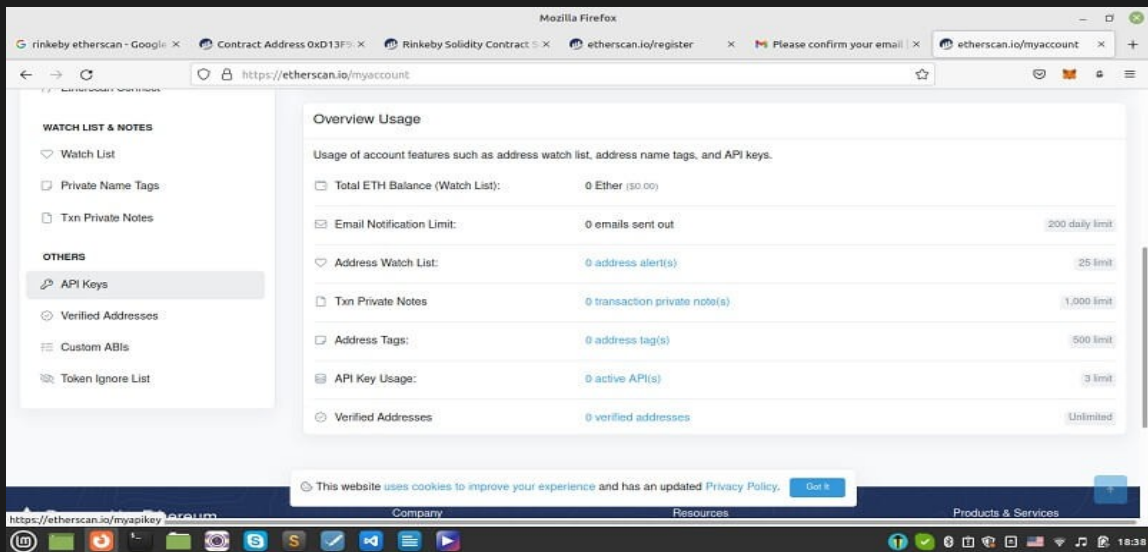 Mozilla Firefox
rinkeby etherscan - Google
Contract Address 0xD13F5
Rinkeby Solidity Contract S
etherscan.io/register
Please confirm your email
etherscan.io/myaccount
https://etherscan.io/myaccount
Etherscan Connect
WATCH LIST & NOTES
Watch List
Private Name Tags
Txn Private Notes
OTHERS
API Keys
Verified Addresses
Custom ABIs
Token Ignore List
Overview Usage
Usage of account features such as address watch list, address name tags, and API keys.
Total ETH Balance (Watch List): 0 Ether ($0.00)
Email Notification Limit: 0 emails sent out 200 daily limit
Address Watch List: 0 address alert(s) 25 limit
Txn Private Notes 0 transaction private note(s) 1,000 limit
Address Tags: 0 address tag(s) 500 limit
API Key Usage: 0 active API(s) 3 limit
Verified Addresses 0 verified addresses Unlimited
This website uses cookies to improve your experience and has an updated Privacy Policy. Got It
Company Resources Products & Services
https://etherscan.io/myapikey
18:38